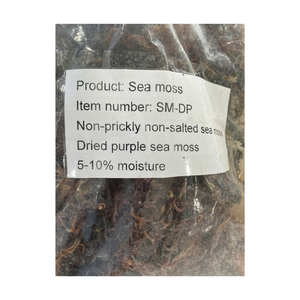 Product: Sea moss
Item number: SM-DP
Non-prickly non-salted sea moss
Dried purple sea moss
5-10% moisture